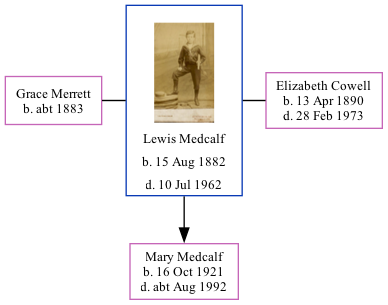 Grace Merrett
b. abt 1883
Lewis Medcalf
b. 15 Aug 1882
d. 10 Jul 1962
Elizabeth Cowell
b. 13 Apr 1890
d. 28 Feb 1973
Mary Medcalf
b. 16 Oct 1921
d. abt Aug 1992